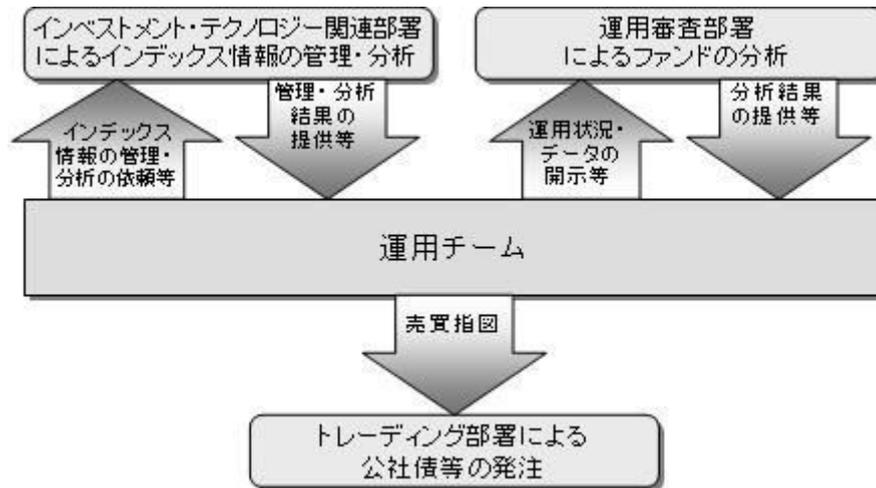 インベストメント・テクノロジー関連部署
によるインデックス情報の管理・分析
運用審査部署
によるファンドの分析
インデックス
情報の管理・
分析の依頼等
管理・分析
結果の
提供等
運用状況・
データの
開示等
分析結果
の提供等
運用チーム
売買指図
トレーディング部署による
公社債等の発注